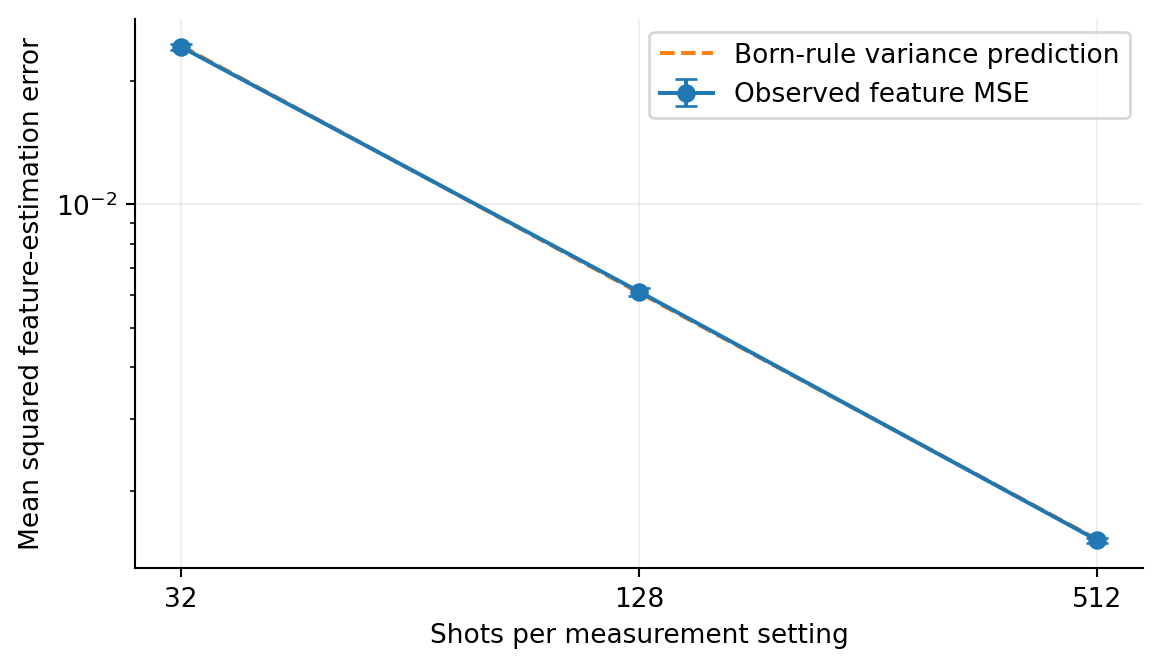 Mean squared feature-estimation error
10⁻²
Born-rule variance prediction
Observed feature MSE
32 128 512
Shots per measurement setting